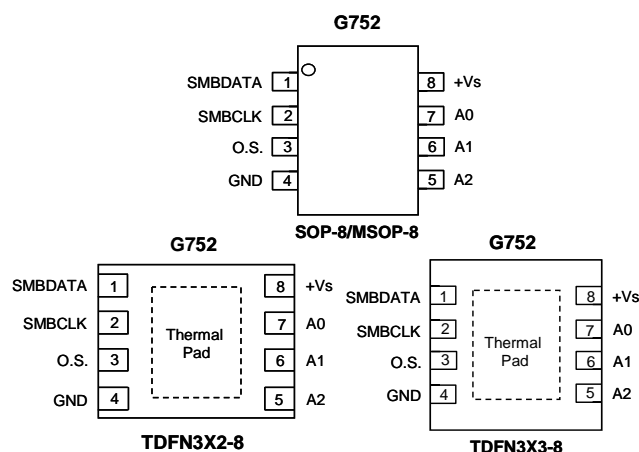 G752
SMBDATA 1 8 +Vs
SMBCLK 2 7 A0
O.S. 3 6 A1
GND 4 5 A2
SOP-8/MSOP-8
G752
SMBDATA 1 8 +Vs
SMBCLK 2 7 A0
Thermal
Pad
O.S. 3 6 A1
GND 4 5 A2
TDFN3X2-8
G752
SMBDATA 1 8 +Vs
SMBCLK 2 7 A0
Thermal
Pad
O.S. 3 6 A1
GND 4 5 A2
TDFN3X3-8